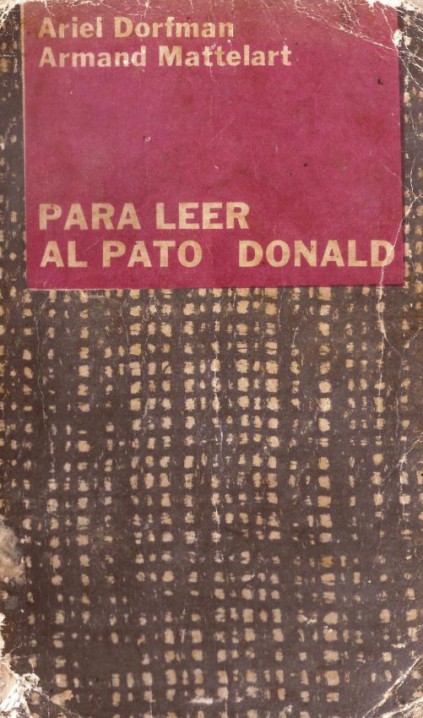 Ariel Dorfman
Armand Mattelart
PARA LEER
AL PATO DONALD